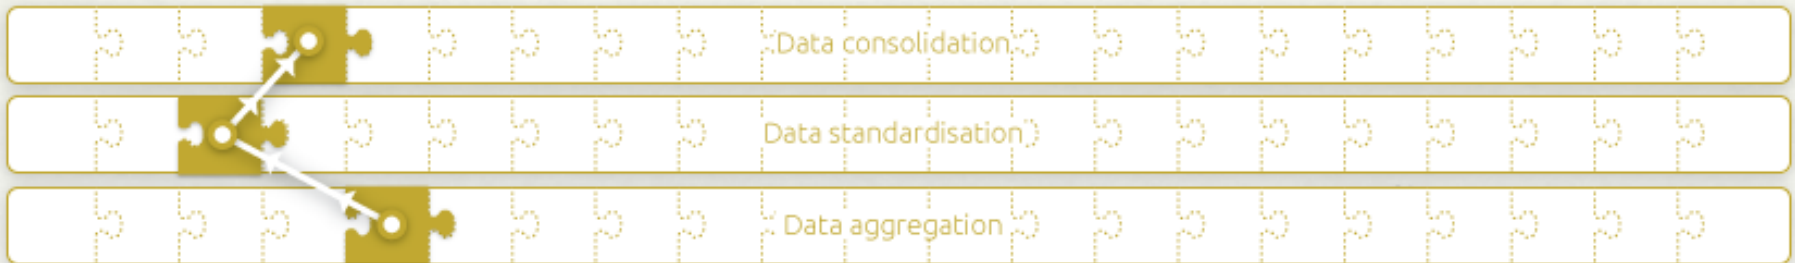 Data consolidation
Data standardisation
Data aggregation